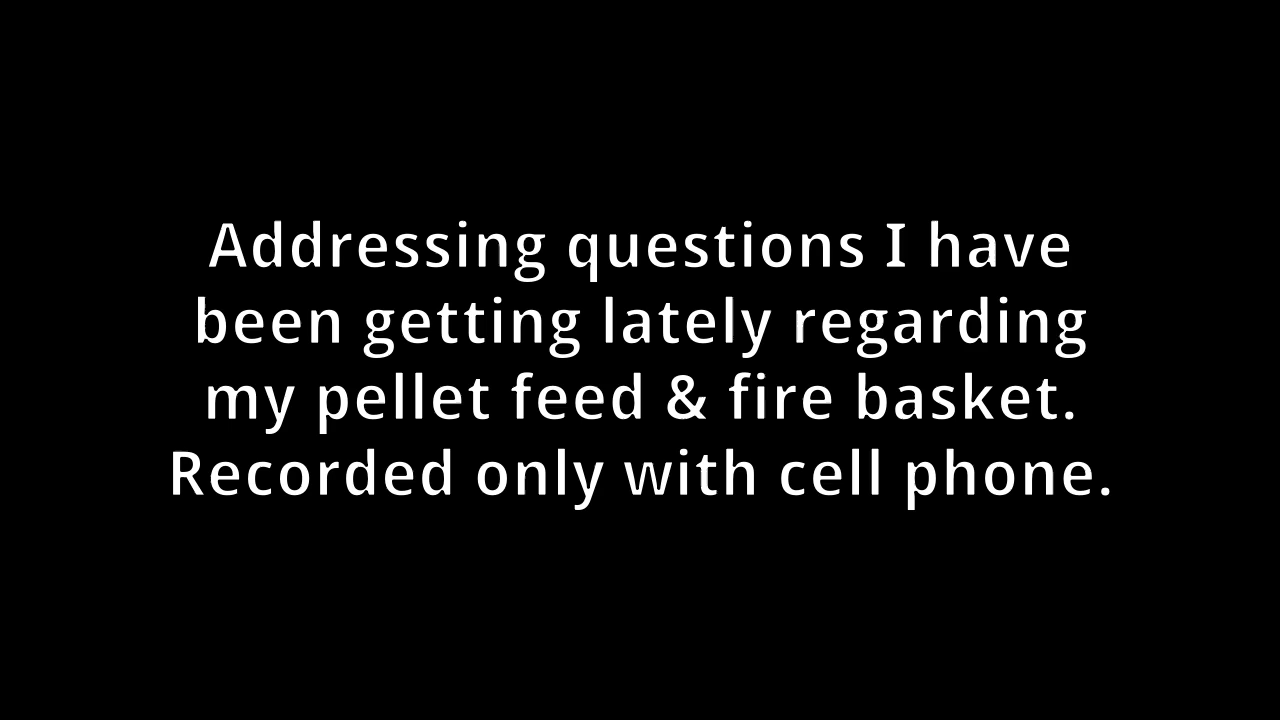 Addressing questions I have
been getting lately regarding
my pellet feed & fire basket.
Recorded only with cell phone.